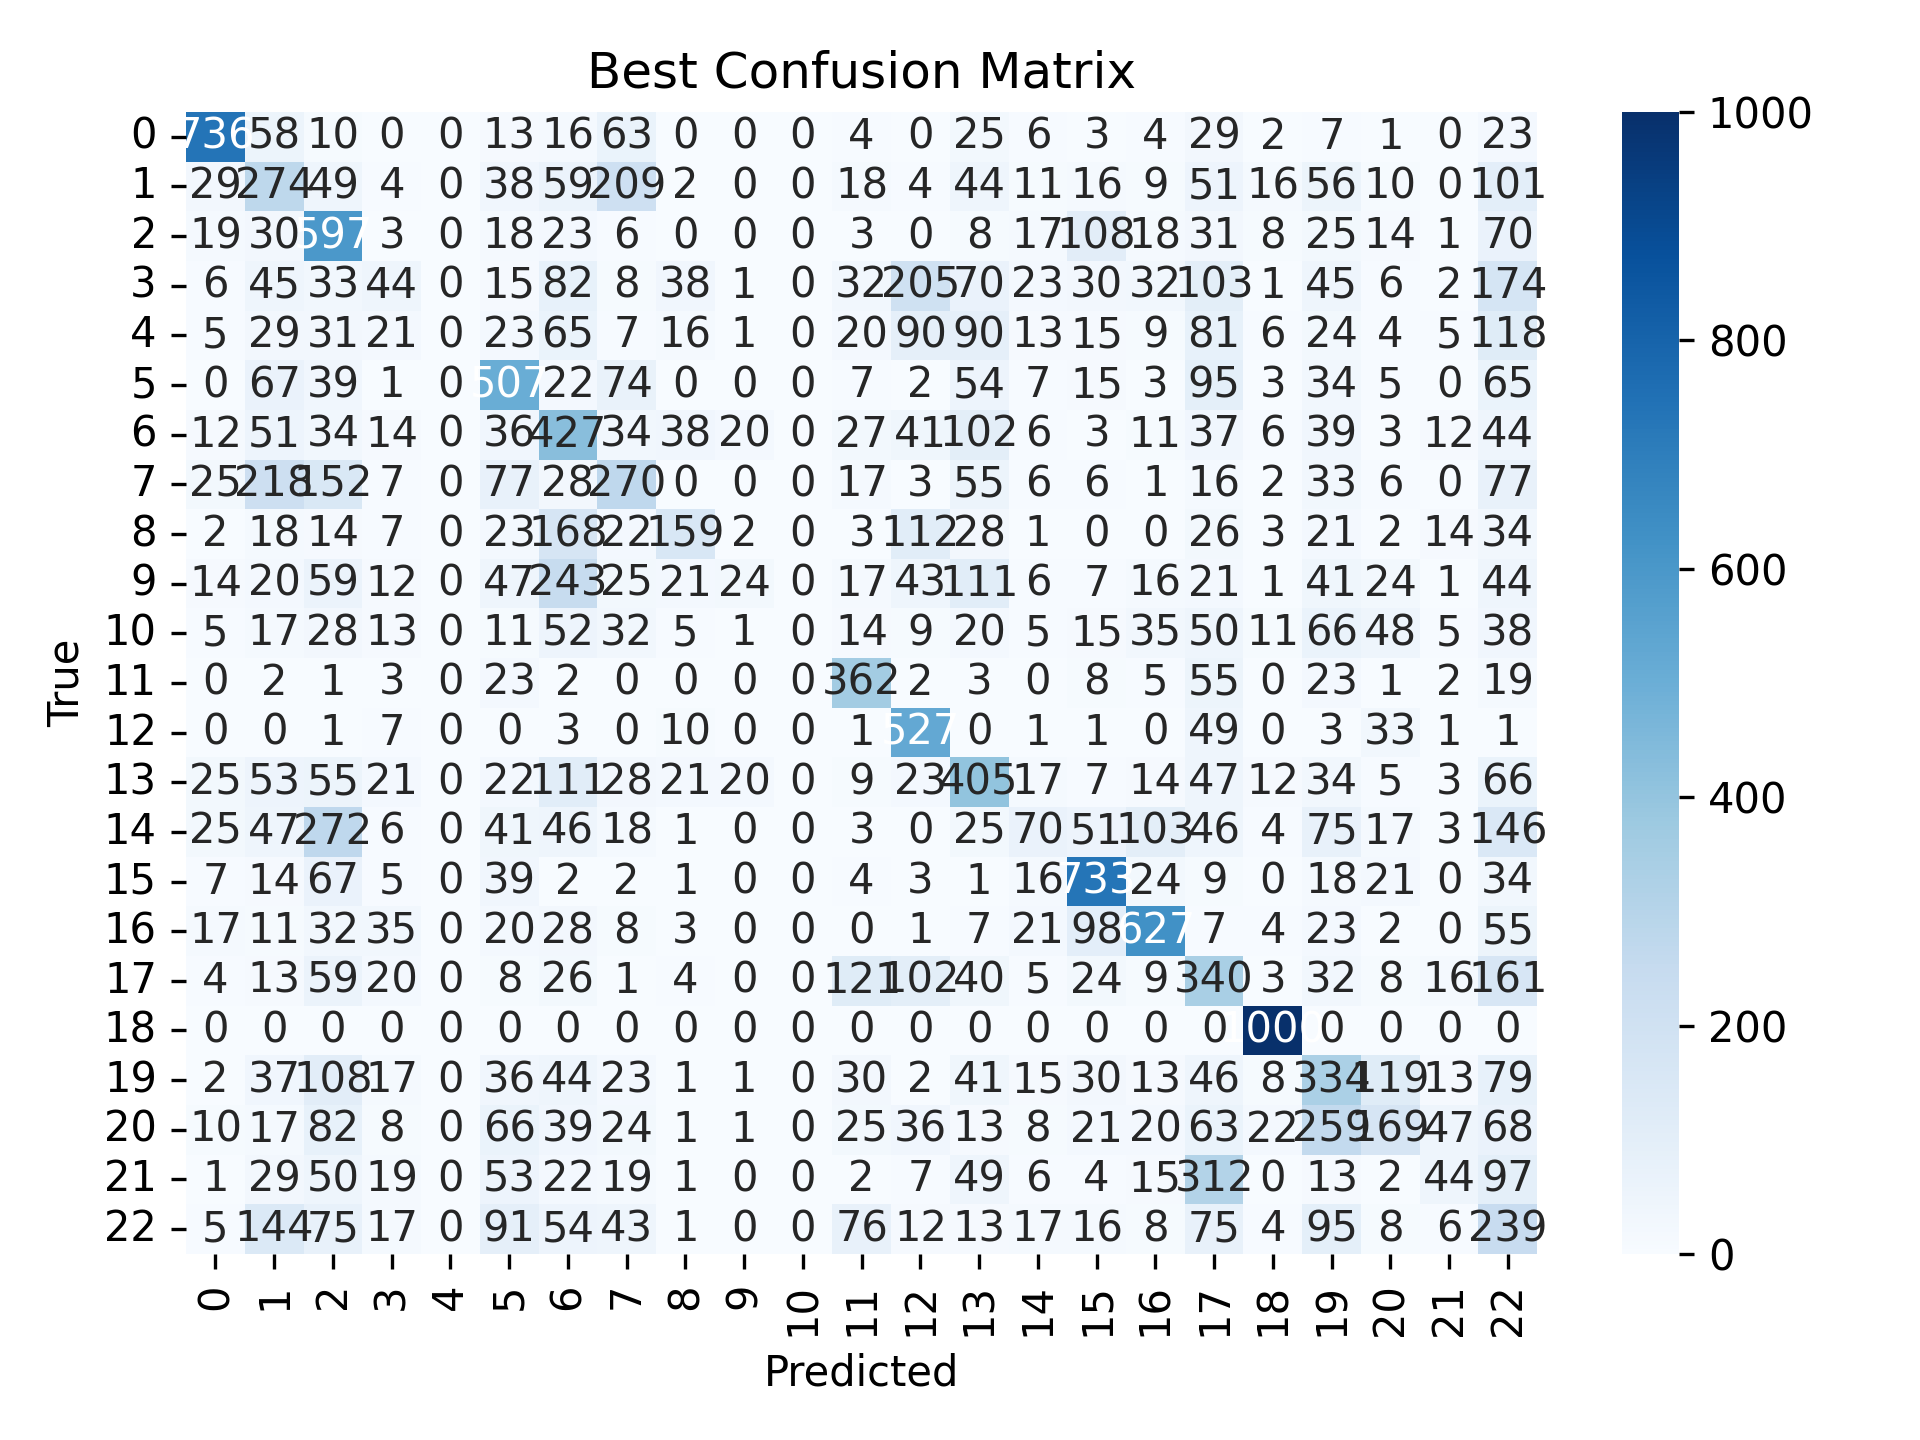 Best Confusion Matrix
0 736 58 10 0 0 13 16 63 0 0 0 4 0 25 6 3 4 29 2 7 1 0 23
1 29 274 49 4 0 38 59 209 2 0 0 18 4 44 11 16 9 51 16 56 10 0 101
2 19 30 597 3 0 18 23 6 0 0 0 3 0 8 17 108 18 31 8 25 14 1 70
3 6 45 33 44 0 15 82 8 38 1 0 32 205 70 23 30 32 103 1 45 6 2 174
4 5 29 31 21 0 23 65 7 16 1 0 20 90 90 13 15 9 81 6 24 4 5 118
5 0 67 39 1 0 507 22 74 0 0 0 7 2 54 7 15 3 95 3 34 5 0 65
6 12 51 34 14 0 36 427 34 38 20 0 27 41 102 6 3 11 37 6 39 3 12 44
7 25 218 152 7 0 77 28 270 0 0 0 17 3 55 6 6 1 16 2 33 6 0 77
8 2 18 14 7 0 23 168 22 159 2 0 3 112 28 1 0 0 26 3 21 2 14 34
9 14 20 59 12 0 47 243 25 21 24 0 17 43 111 6 7 16 21 1 41 24 1 44
10 5 17 28 13 0 11 52 32 5 1 0 14 9 20 5 15 35 50 11 66 48 5 38
11 0 2 1 3 0 23 2 0 0 0 0 362 2 3 0 8 5 55 0 23 1 2 19
12 0 0 1 7 0 0 3 0 10 0 0 1 527 0 1 1 0 49 0 3 33 1 1
13 25 53 55 21 0 22 111 28 21 20 0 9 23 405 17 7 14 47 12 34 5 3 66
14 25 47 272 6 0 41 46 18 1 0 0 3 0 25 70 51 103 46 4 75 17 3 146
15 7 14 67 5 0 39 2 2 1 0 0 4 3 1 16 733 24 9 0 18 21 0 34
16 17 11 32 35 0 20 28 8 3 0 0 0 1 7 21 98 627 7 4 23 2 0 55
17 4 13 59 20 0 8 26 1 4 0 0 121 102 40 5 24 9 340 3 32 8 16 161
18 0 0 0 0 0 0 0 0 0 0 0 0 0 0 0 0 0 0 1000 0 0 0 0
19 2 37 108 17 0 36 44 23 1 1 0 30 2 41 15 30 13 46 8 334 119 13 79
20 10 17 82 8 0 66 39 24 1 1 0 25 36 13 8 21 20 63 22 259 169 47 68
21 1 29 50 19 0 53 22 19 1 0 0 2 7 49 6 4 15 312 0 13 2 44 97
22 5 144 75 17 0 91 54 43 1 0 0 76 12 13 17 16 8 75 4 95 8 6 239
0 1 2 3 4 5 6 7 8 9 10 11 12 13 14 15 16 17 18 19 20 21 22
Predicted
True
1000
800
600
400
200
0